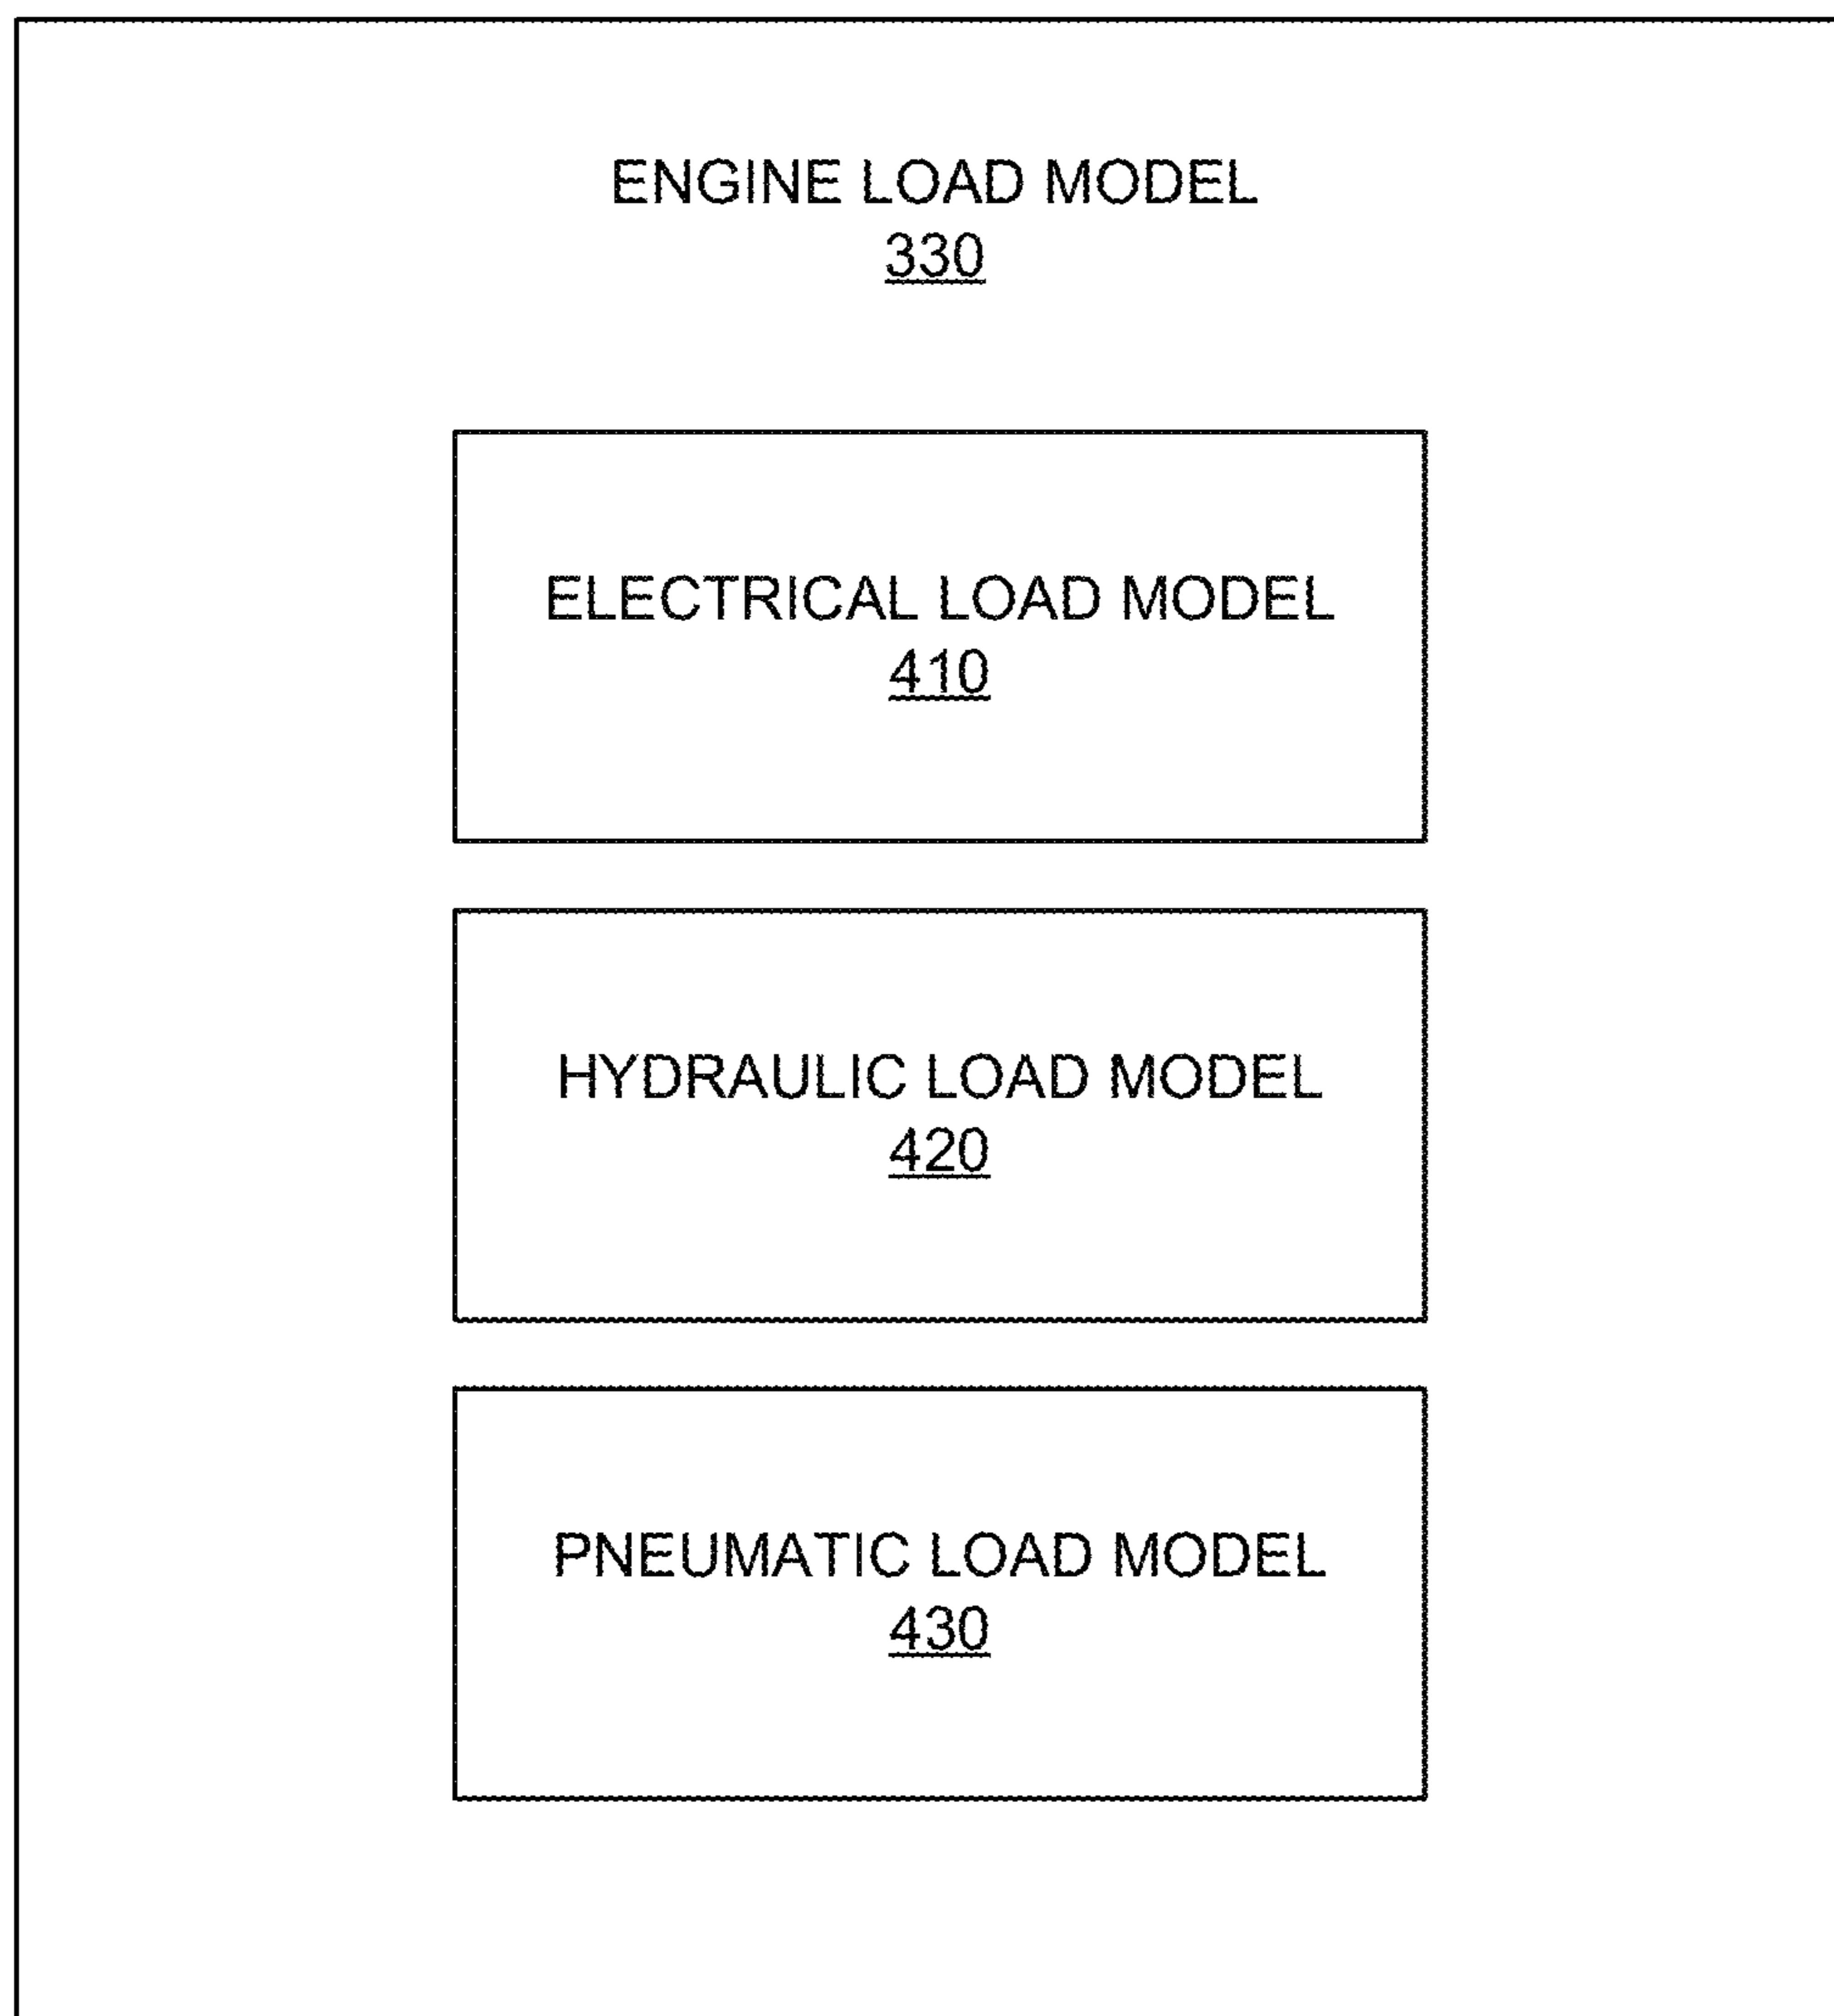 ENGINE LOAD MODEL
330
ELECTRICAL LOAD MODEL
410
HYDRAULIC LOAD MODEL
420
PNEUMATIC LOAD MODEL
430